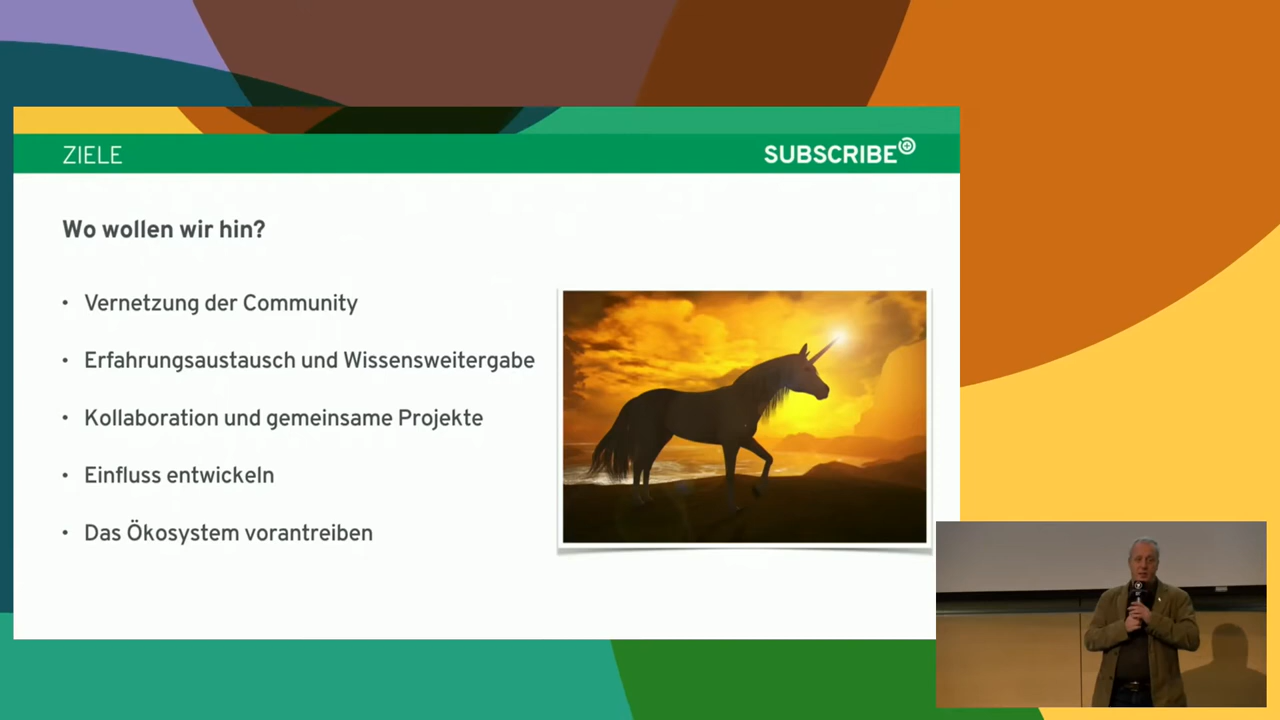 ZIELE
SUBSCRIBE
Wo wollen wir hin?
• Vernetzung der Community
• Erfahrungsaustausch und Wissensweitergabe
• Kollaboration und gemeinsame Projekte
• Einfluss entwickeln
• Das Ökosystem vorantreiben